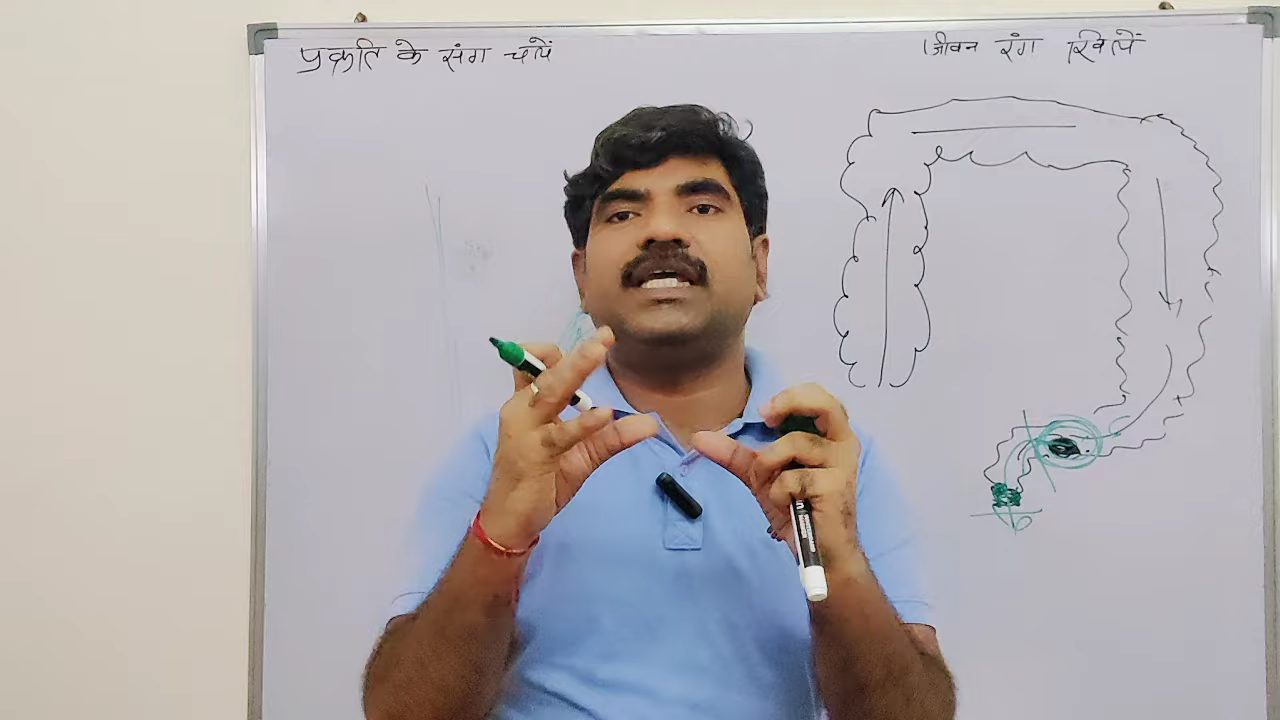 प्रकृति के संग चलें
जीवन रंग खिलें